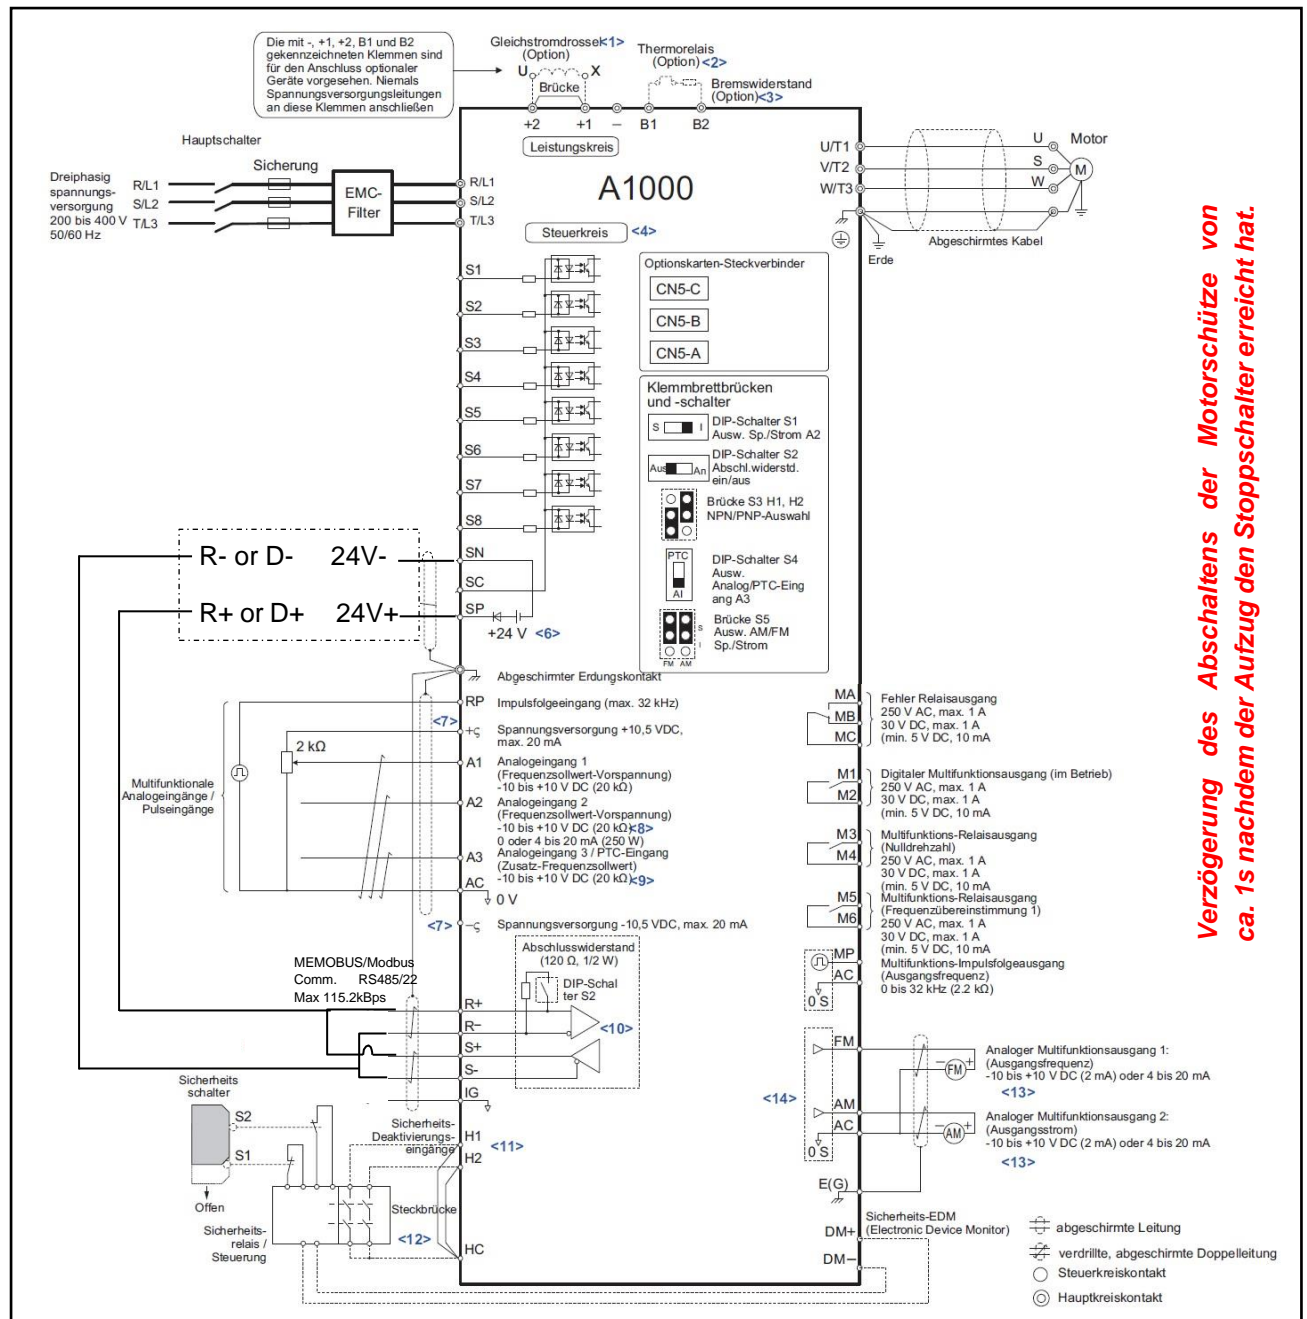 Die mit -, +1, +2, B1 und B2
gekennzeichneten Klemmen sind
für den Anschluss optionaler
Geräte vorgesehen. Niemals
Spannungsversorgungsleitungen
an diese Klemmen anschließen
Gleichstromdrossel<1>
(Option)
U
X
Brücke
Thermorelais
(Option) <2>
Bremswiderstand
(Option)<3>
+2
+1
–
B1
B2
Leistungskreis
A1000
Hauptschalter
Sicherung
Dreiphasig
spannungs-
versorgung
200 bis 400 V
50/60 Hz
R/L1
S/L2
T/L3
EMC-
Filter
R/L1
S/L2
T/L3
U/T1
V/T2
W/T3
U
S
W
Motor
M
Abgeschirmtes Kabel
Erde
Steuerkreis
<4>
S1
S2
S3
S4
S5
S6
S7
S8
SN
SC
SP
+24 V
<6>
Optionskarten-Steckverbinder
CN5-C
CN5-B
CN5-A
Klemmbrettbrücken
und -schalter
S
I
DIP-Schalter S1
Ausw. Sp./Strom A2
Aus
An
DIP-Schalter S2
Abschl.widerstd.
ein/aus
Brücke S3 H1, H2
NPN/PNP-Auswahl
PTC
AI
DIP-Schalter S4
Ausw.
Analog/PTC-Eing
ang A3
Brücke S5
Ausw. AM/FM
Sp./Strom
S
I
FM
AM
Verzögerung des Abschaltens der Motorschütze von
ca. 1s nachdem der Aufzug den Stoppschalter erreicht hat.
R- or D- 24V-
R+ or D+ 24V+
Abgeschirmter Erdungskontakt
RP
Impulsfolgeeingang (max. 32 kHz)
<7>
+ς
Spannungsversorgung +10,5 VDC,
max. 20 mA
2 kΩ
Multifunktionale
Analogeingänge /
Pulseingänge
A1
Analogeingang 1
(Frequenzsollwert-Vorspannung)
-10 bis +10 V DC (20 kΩ)
A2
Analogeingang 2
(Frequenzsollwert-Vorspannung)
-10 bis +10 V DC (20 kΩ)<8>
0 oder 4 bis 20 mA (250 W)
A3
Analogeingang 3 / PTC-Eingang
(Zusatz-Frequenzsollwert)
-10 bis +10 V DC (20 kΩ)<9>
AC
0 V
<7>
–ς
Spannungsversorgung -10,5 VDC, max. 20 mA
MEMOBUS/Modbus
Comm. RS485/22
Max 115.2kBps
Abschlusswiderstand
(120 Ω, 1/2 W)
DIP-Schal
ter S2
<10>
R+
R–
S+
S-
IG
Sicherheits
schalter
S2
S1
Offen
Sicherheits-
relais /
Steuerung
Sicherheits-
Deaktivierungs-
eingänge
H1
H2
<11>
Steckbrücke
<12>
HC
MA
MB
MC
Fehler Relaisausgang
250 V AC, max. 1 A
30 V DC, max. 1 A
(min. 5 V DC, 10 mA
M1
M2
Digitaler Multifunktionsausgang (im Betrieb)
250 V AC, max. 1 A
30 V DC, max. 1 A
(min. 5 V DC, 10 mA
M3
M4
Multifunktions-Relaisausgang
(Nulldrehzahl)
250 V AC, max. 1 A
30 V DC, max. 1 A
(min. 5 V DC, 10 mA
M5
M6
Multifunktions-Relaisausgang
(Frequenzübereinstimmung 1)
250 V AC, max. 1 A
30 V DC, max. 1 A
(min. 5 V DC, 10 mA
MP
AC
0 S
Multifunktions-Impulsfolgeausgang
(Ausgangsfrequenz)
0 bis 32 kHz (2.2 kΩ)
FM
–
FM
+
Analoger Multifunktionsausgang 1:
(Ausgangsfrequenz)
-10 bis +10 V DC (2 mA) oder 4 bis 20 mA
<13>
<14>
AM
AC
0 S
–
AM
+
Analoger Multifunktionsausgang 2:
(Ausgangsstrom)
-10 bis +10 V DC (2 mA) oder 4 bis 20 mA
<13>
E(G)
DM+
DM–
Sicherheits-EDM
(Electronic Device Monitor)
abgeschirmte Leitung
verdrillte, abgeschirmte Doppelleitung
Steuerkreiskontakt
Hauptkreiskontakt